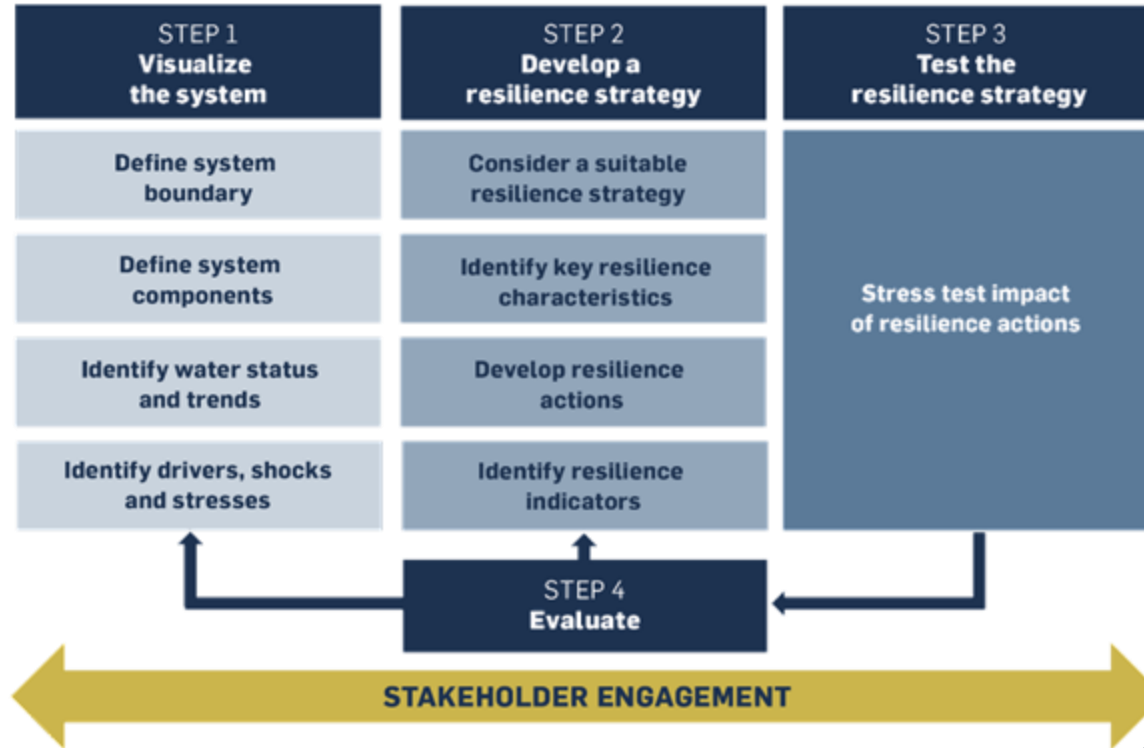 STEP 1
Visualize
the system
Define system
boundary
Define system
components
Identify water status
and trends
Identify drivers, shocks
and stresses
STEP 2
Develop a
resilience strategy
Consider a suitable
resilience strategy
Identify key resilience
characteristics
Develop resilience
actions
Identify resilience
indicators
STEP 3
Test the
resilience strategy
Stress test impact
of resilience actions
STEP 4
Evaluate
STAKEHOLDER ENGAGEMENT